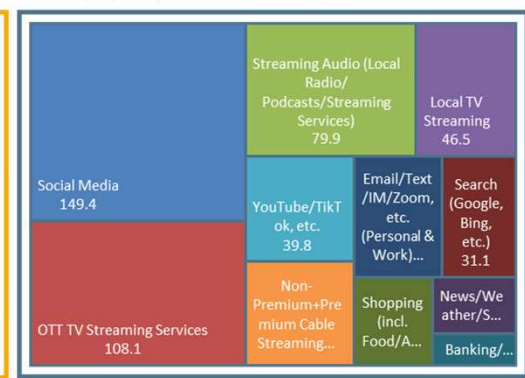 Social Media
149.4
OTT TV Streaming Services
108.1
Streaming Audio (Local
Radio/
Podcasts/Streaming
Services)
79.9
Local TV
Streaming
46.5
YouTube/TikT
ok, etc.
39.8
Email/Text
/IM/Zoom,
etc.
(Personal &
Work)...
Search
(Google,
Bing,
etc.)
31.1
Non-
Premium+Pre
mium Cable
Streaming...
Shopping
(incl.
Food/A...
News/We
ather/S...
Banking/...